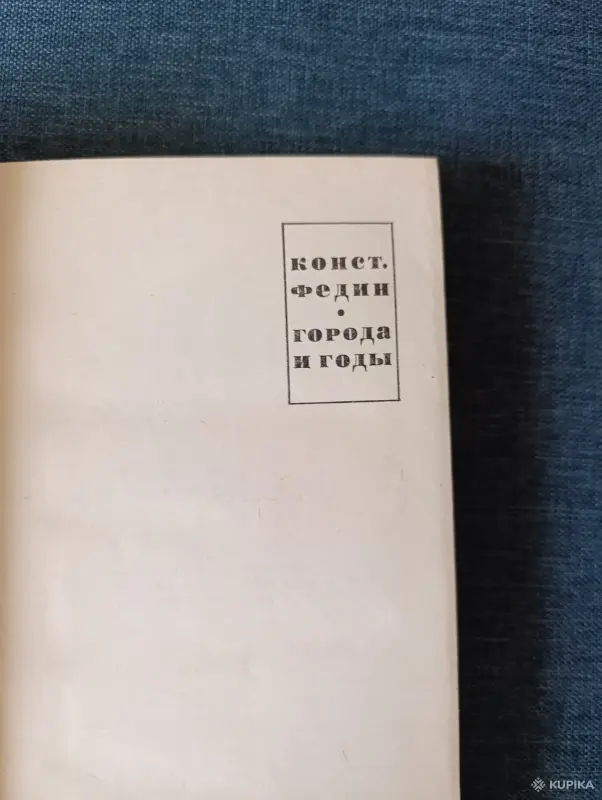 КОНСТ.
ФЕДИН
•
ГОРОДА
И ГОДЫ
KUPIKA